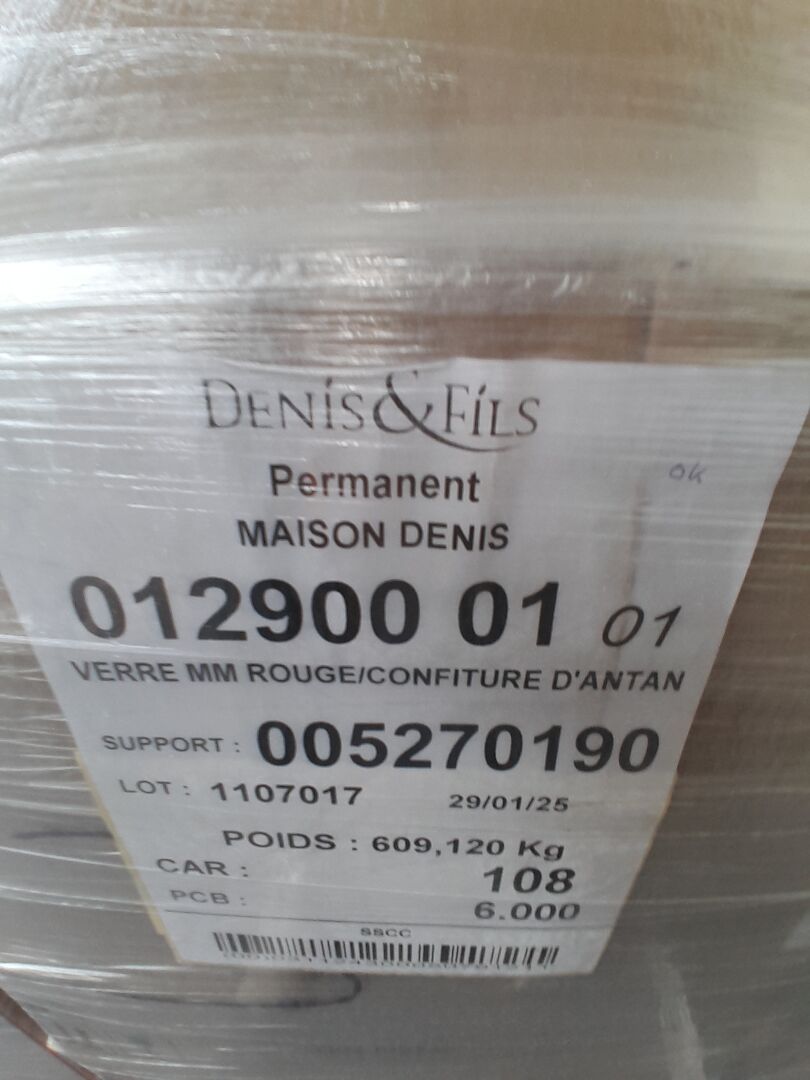 DENIS & FILS
Permanent
OK
MAISON DENIS
012900 01 01
VERRE MM ROUGE/CONFITURE D'ANTAN
SUPPORT : 005270190
LOT : 1107017 29/01/25
POIDS : 609,120 Kg
CAR : 108
PCB : 6.000
SSCC